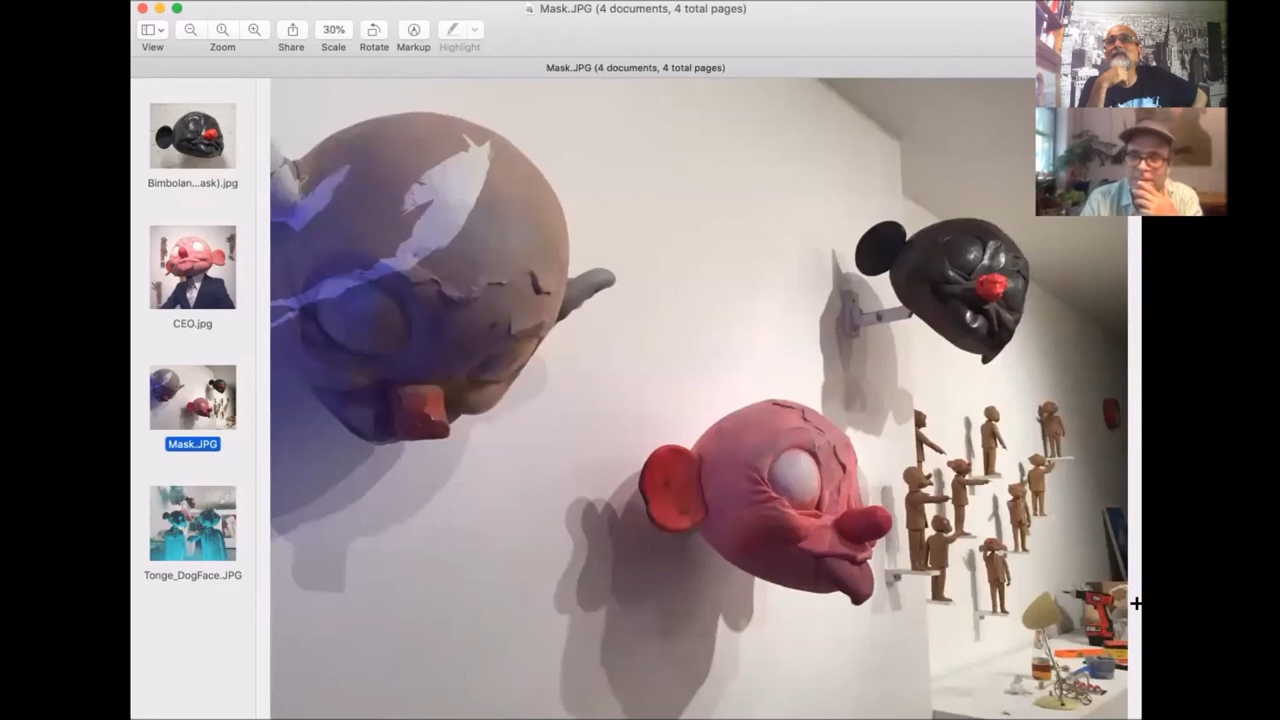 Mask.JPG (4 documents, 4 total pages)
30%
View
Zoom
Share
Scale
Rotate
Markup
Highlight
Mask.JPG (4 documents, 4 total pages)
Bimbolan...ask).jpg
CEO.jpg
Mask.JPG
Tonge_DogFace.JPG